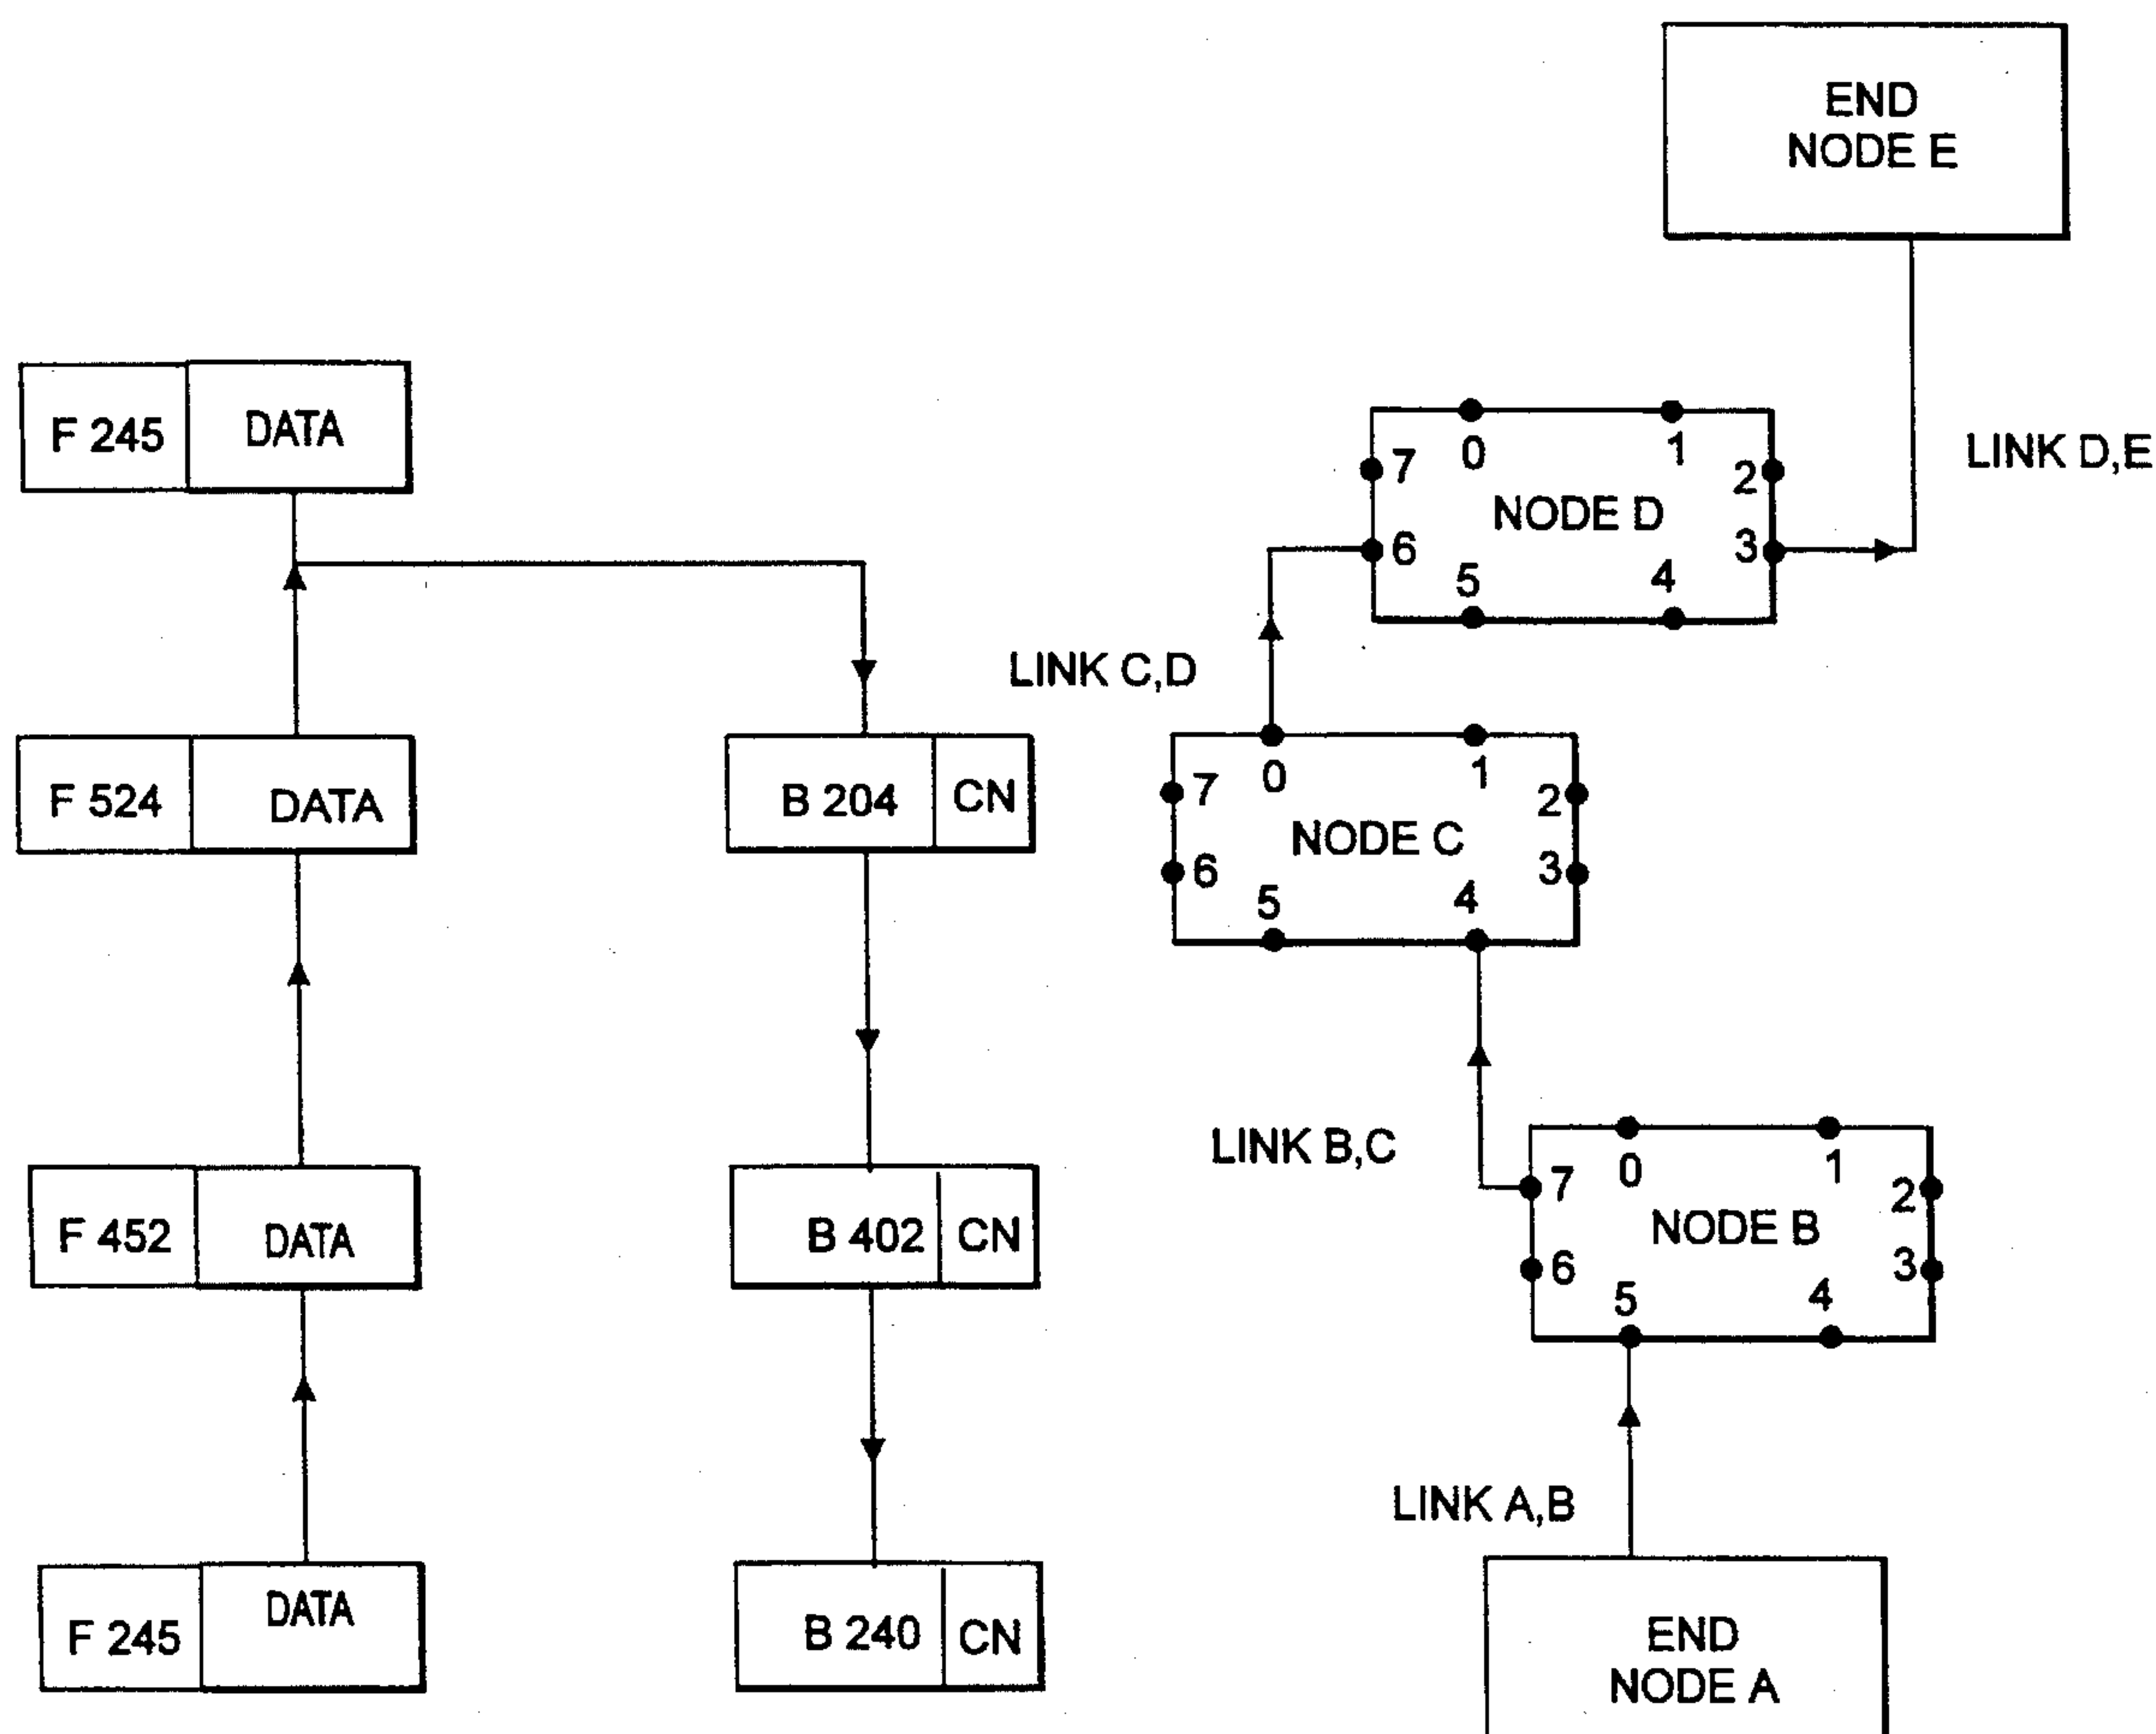 END
NODE E
F 245 DATA
7 0 1 2
LINK D,E
NODE D
6 5 4 3
LINK C,D
F 524 DATA
B 204 CN
7 0 1 2
NODE C
6 5 4 3
LINK B,C
F 452 DATA
B 402 CN
7 0 1 2
NODE B
6 5 4 3
LINK A,B
F 245 DATA
B 240 CN
END
NODE A